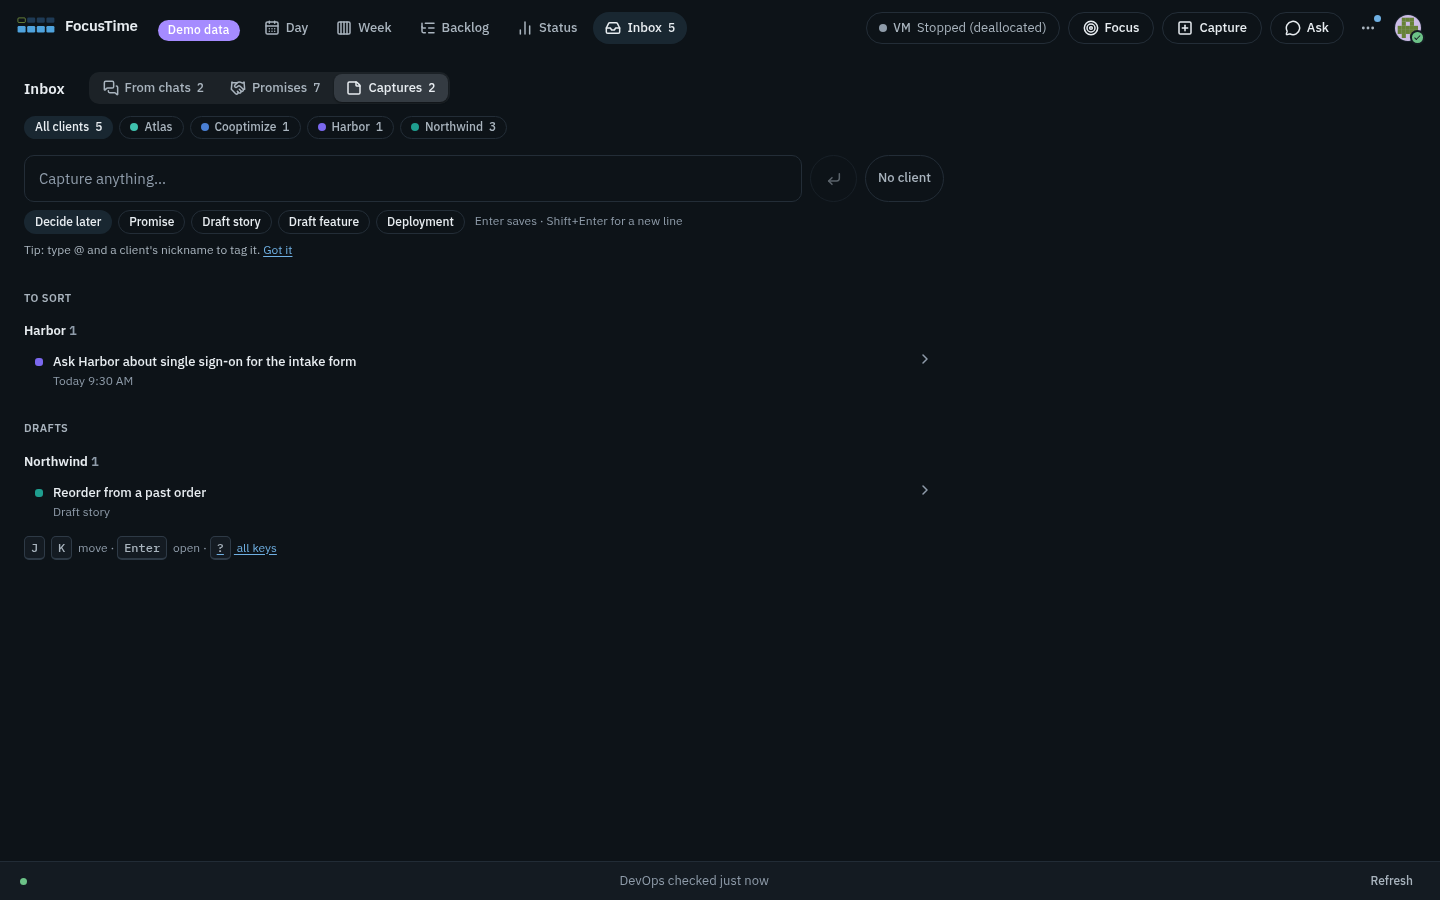 FocusTime Demo data Day Week Backlog Status Inbox 5 VM Stopped (deallocated) Focus Capture Ask
Inbox From chats 2 Promises 7 Captures 2
All clients 5 Atlas Cooptimize 1 Harbor 1 Northwind 3
Capture anything... No client
Decide later Promise Draft story Draft feature Deployment Enter saves · Shift+Enter for a new line
Tip: type @ and a client's nickname to tag it. Got it
TO SORT
Harbor 1
Ask Harbor about single sign-on for the intake form
Today 9:30 AM
DRAFTS
Northwind 1
Reorder from a past order
Draft story
J K move · Enter open · ? all keys
DevOps checked just now Refresh